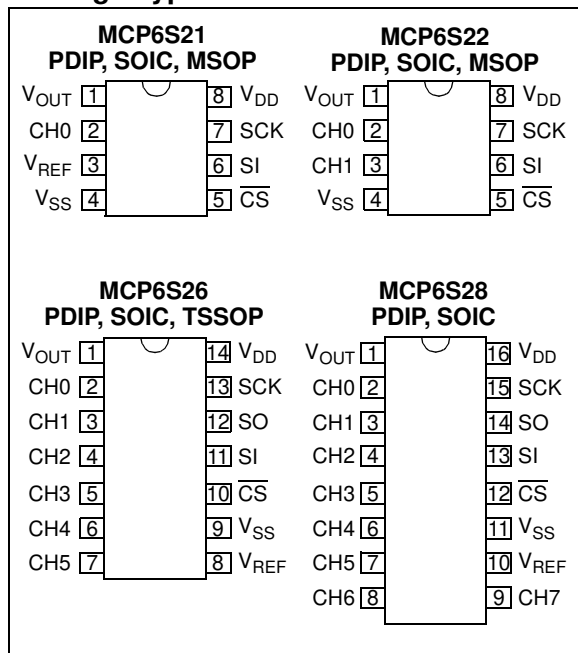 MCP6S21
PDIP, SOIC, MSOP
VOUT 1 8 VDD
CH0 2 7 SCK
VREF 3 6 SI
VSS 4 5 CS
MCP6S22
PDIP, SOIC, MSOP
VOUT 1 8 VDD
CH0 2 7 SCK
CH1 3 6 SI
VSS 4 5 CS
MCP6S26
PDIP, SOIC, TSSOP
VOUT 1 14 VDD
CH0 2 13 SCK
CH1 3 12 SO
CH2 4 11 SI
CH3 5 10 CS
CH4 6 9 VSS
CH5 7 8 VREF
MCP6S28
PDIP, SOIC
VOUT 1 16 VDD
CH0 2 15 SCK
CH1 3 14 SO
CH2 4 13 SI
CH3 5 12 CS
CH4 6 11 VSS
CH5 7 10 VREF
CH6 8 9 CH7